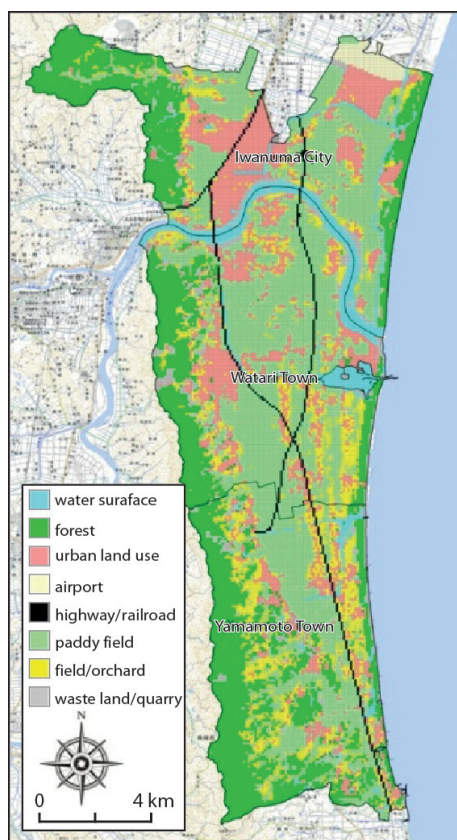 Iwanuma City
Watari Town
Yamamoto Town
water suraface
forest
urban land use
airport
highway/railroad
paddy field
field/orchard
waste land/quarry
N
0 4 km